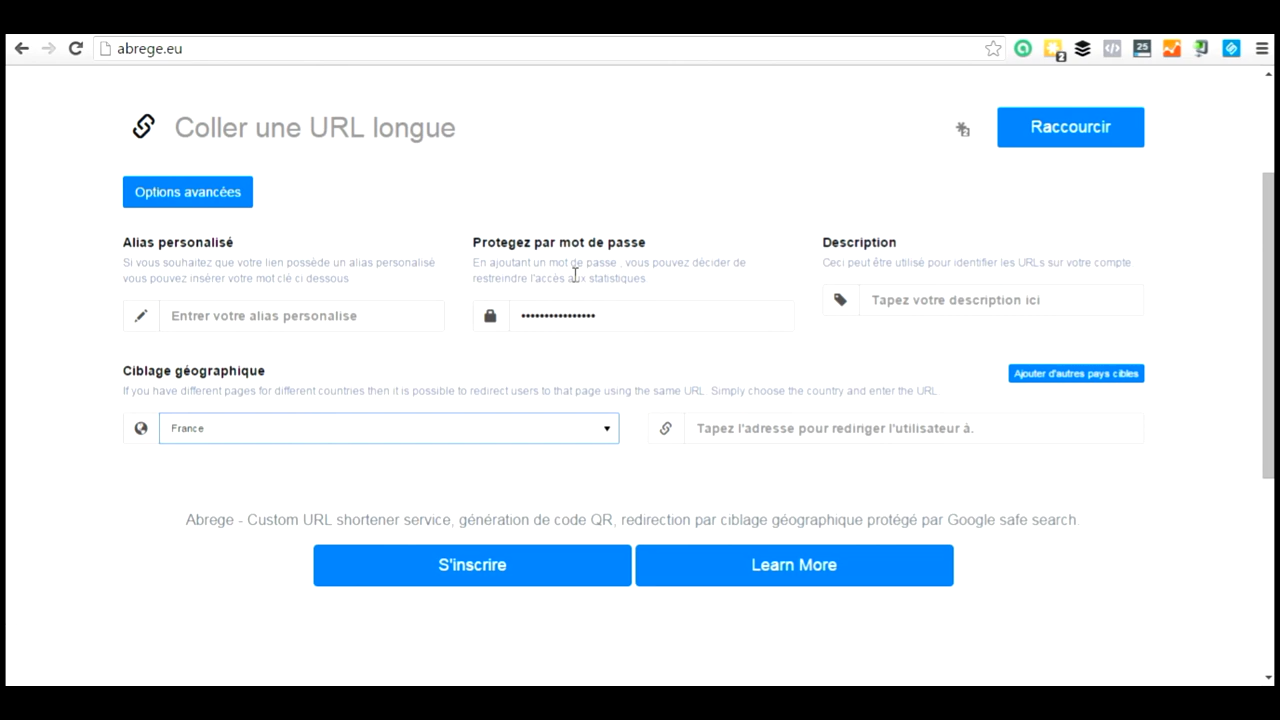 abrege.eu
2
25
Coller une URL longue
2
Raccourcir
Options avancées
Alias personalisé
Si vous souhaitez que votre lien possède un alias personalisé
vous pouvez insérer votre mot clé ci dessous
Entrer votre alias personalise
Protegez par mot de passe
En ajoutant un mot de passe , vous pouvez décider de
restreindre l'accès aux statistiques
••••••••••••••••
Description
Ceci peut être utilisé pour identifier les URLs sur votre compte
Tapez votre description ici
Ciblage géographique
Ajouter d'autres pays cibles
If you have different pages for different countries then it is possible to redirect users to that page using the same URL. Simply choose the country and enter the URL.
France
Tapez l'adresse pour rediriger l'utilisateur à.
Abrege - Custom URL shortener service, génération de code QR, redirection par ciblage géographique protégé par Google safe search.
S'inscrire
Learn More